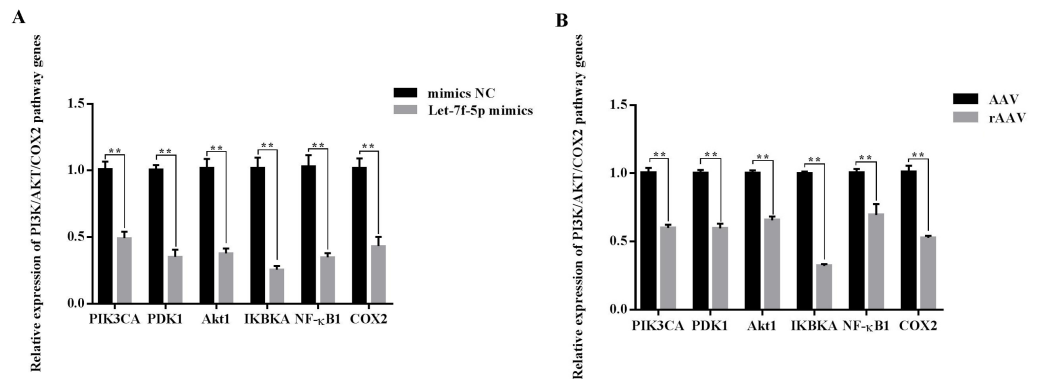 A
Relative expression of PI3K/AKT/COX2 pathway genes
mimics NC
Let-7f-5p mimics
1.5
1.0
0.5
0.0
** ** ** ** ** **
PIK3CA PDK1 Akt1 IKBKA NF-κB1 COX2
B
Relative expression of PI3K/AKT/COX2 pathway genes
AAV
rAAV
1.5
1.0
0.5
0.0
** ** ** ** ** **
PIK3CA PDK1 Akt1 IKBKA NF-κB1 COX2